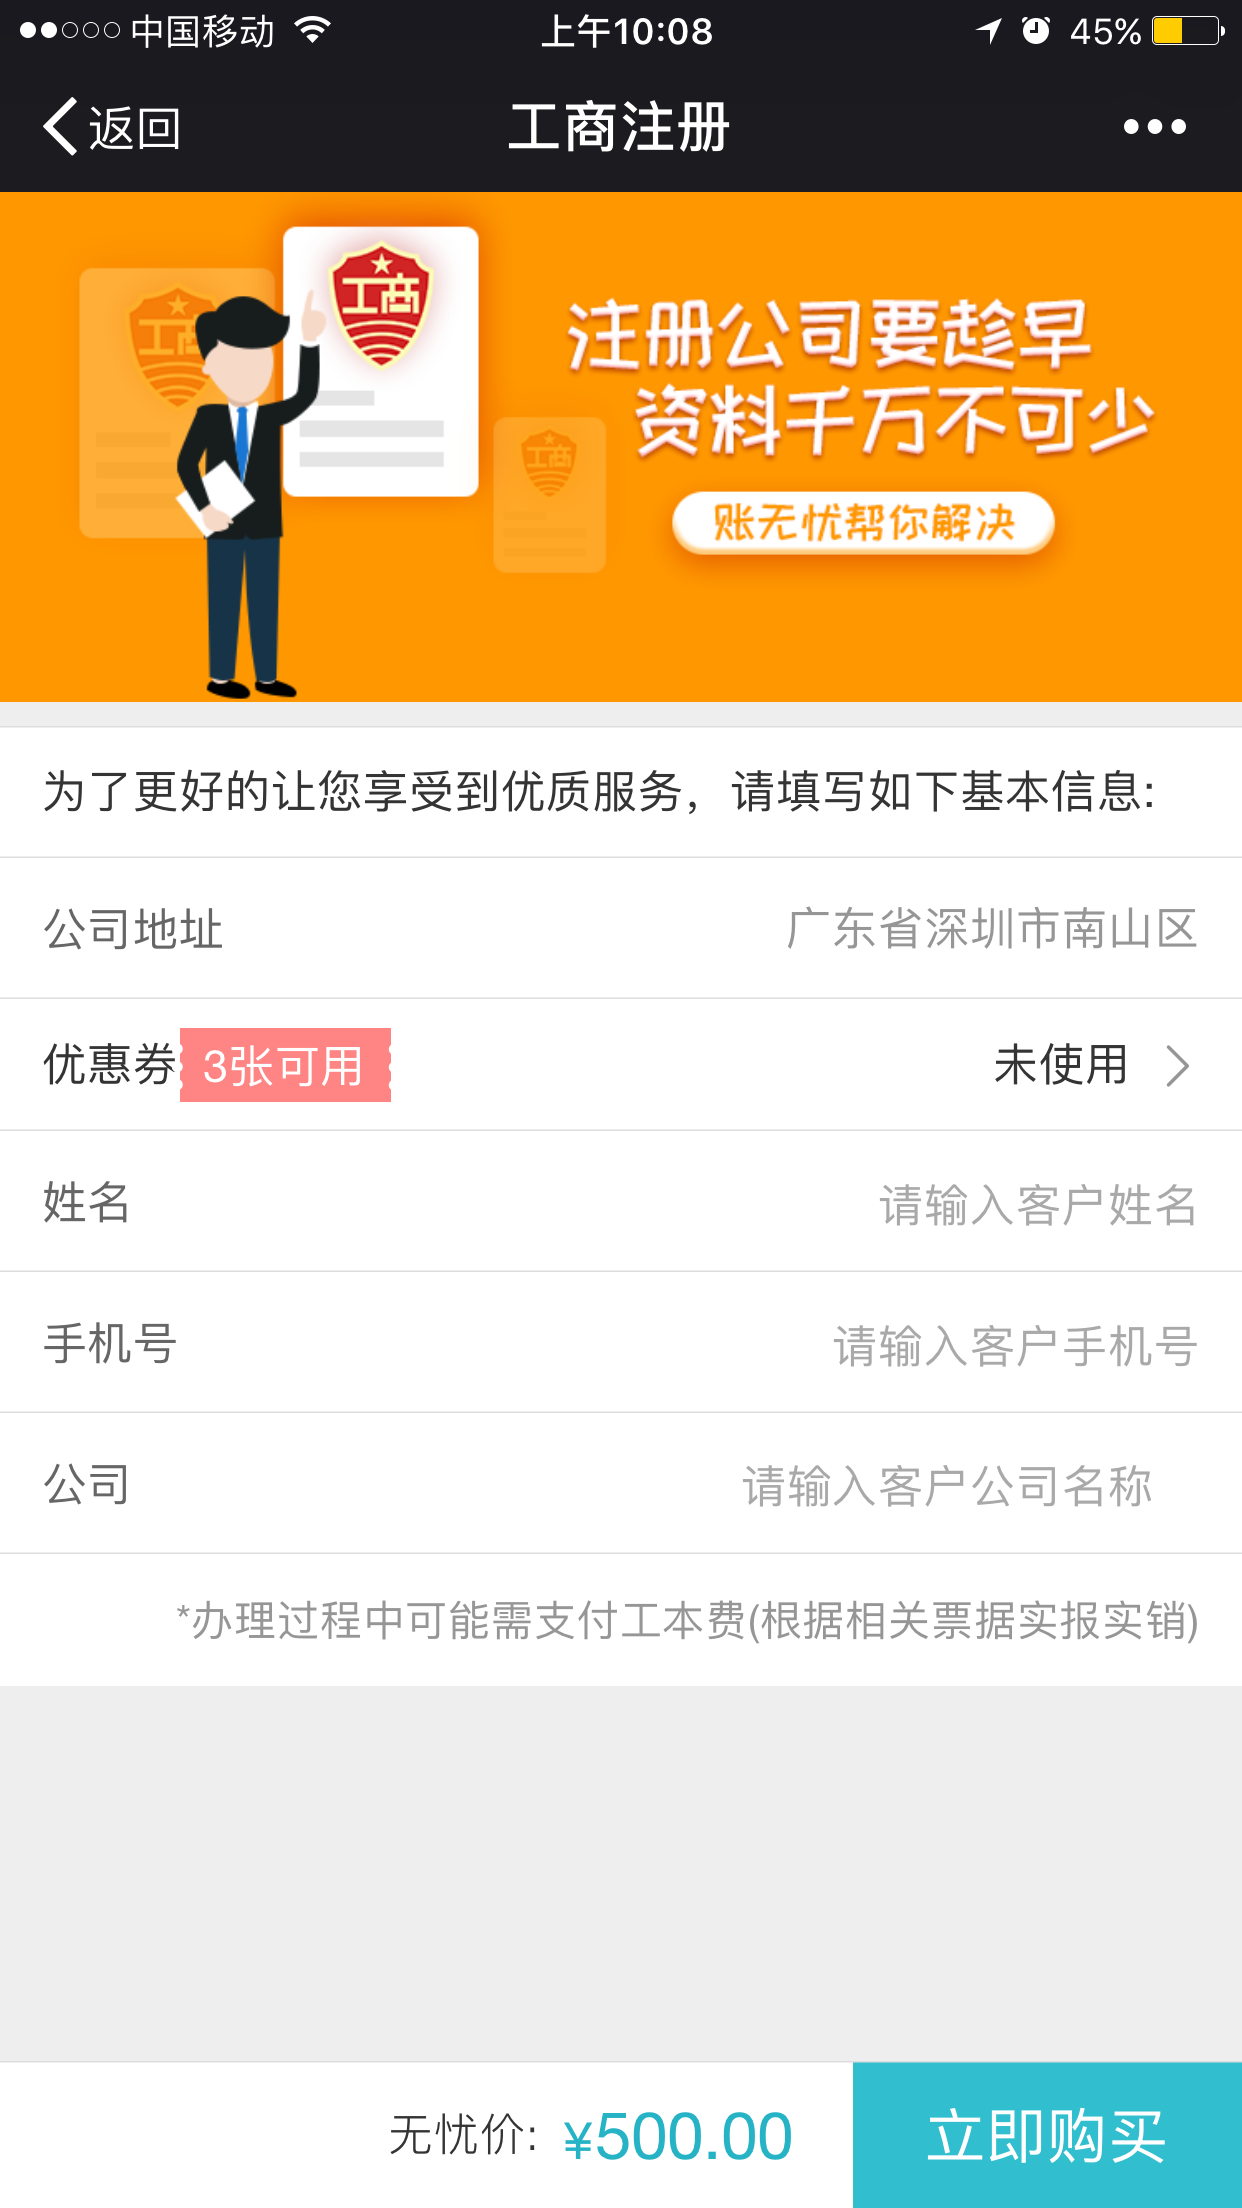 中国移动 上午10:08 45%
返回 工商注册
工商
工商
工商
注册公司要趁早
资料千万不可少
账无忧帮你解决
为了更好的让您享受到优质服务，请填写如下基本信息:
公司地址 广东省深圳市南山区
优惠券 3张可用 未使用
姓名 请输入客户姓名
手机号 请输入客户手机号
公司 请输入客户公司名称
*办理过程中可能需支付工本费(根据相关票据实报实销)
无忧价: ¥500.00 立即购买